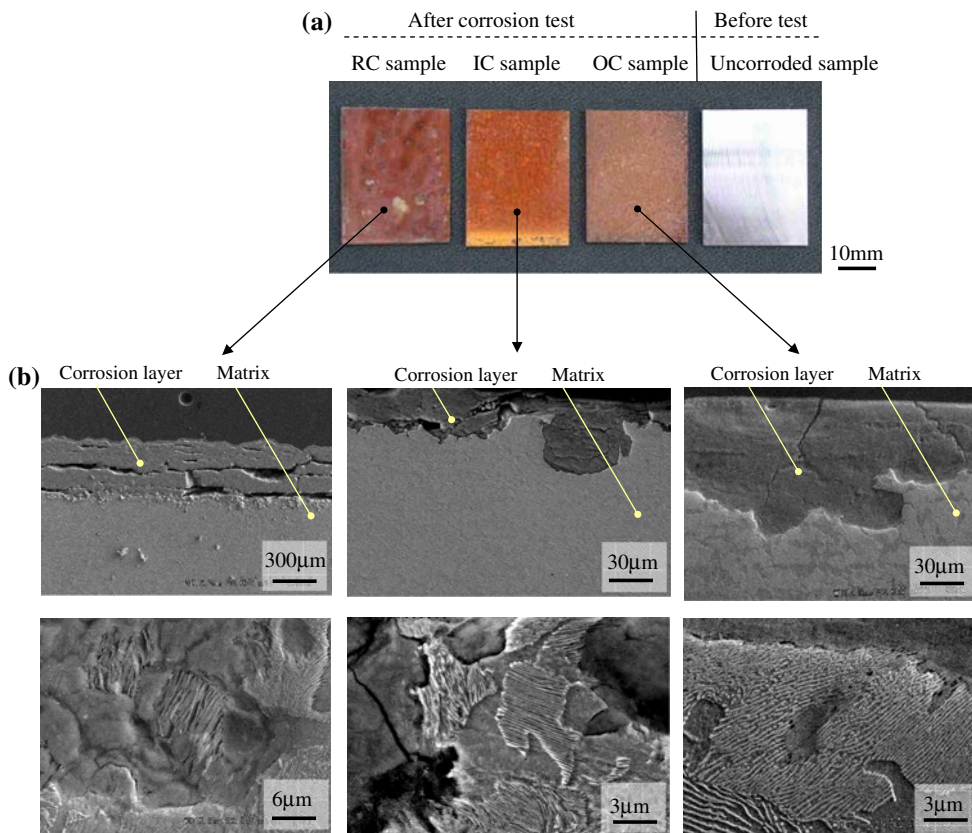 (a)
After corrosion test
Before test
RC sample
IC sample
OC sample
Uncorroded sample
10mm
(b)
Corrosion layer
Matrix
Corrosion layer
Matrix
Corrosion layer
Matrix
300µm
30µm
30µm
6µm
3µm
3µm